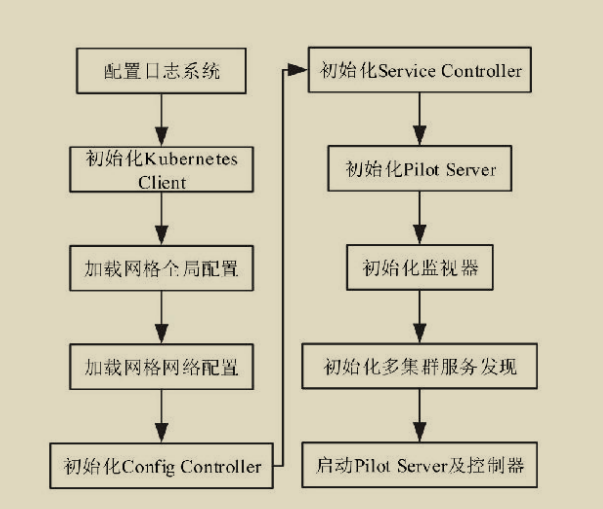 配置日志系统
初始化Kubernetes
Client
加载网格全局配置
加载网格网络配置
初始化Config Controller
初始化Service Controller
初始化Pilot Server
初始化监视器
初始化多集群服务发现
启动Pilot Server及控制器